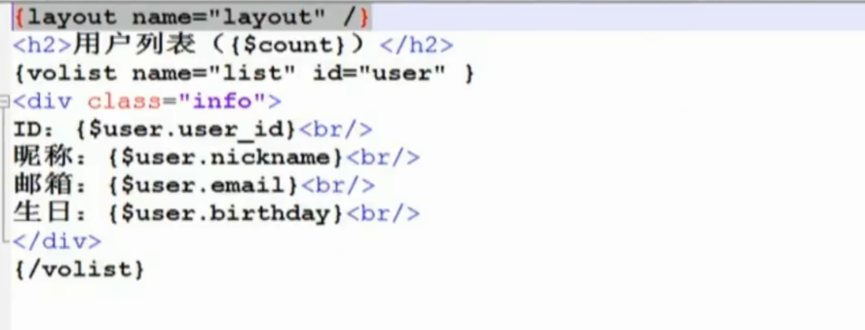 {layout name="layout" /}
<h2>用户列表（{$count}）</h2>
{volist name="list" id="user" }
<div class="info">
ID：{$user.user_id}<br/>
昵称：{$user.nickname}<br/>
邮箱：{$user.email}<br/>
生日：{$user.birthday}<br/>
</div>
{/volist}